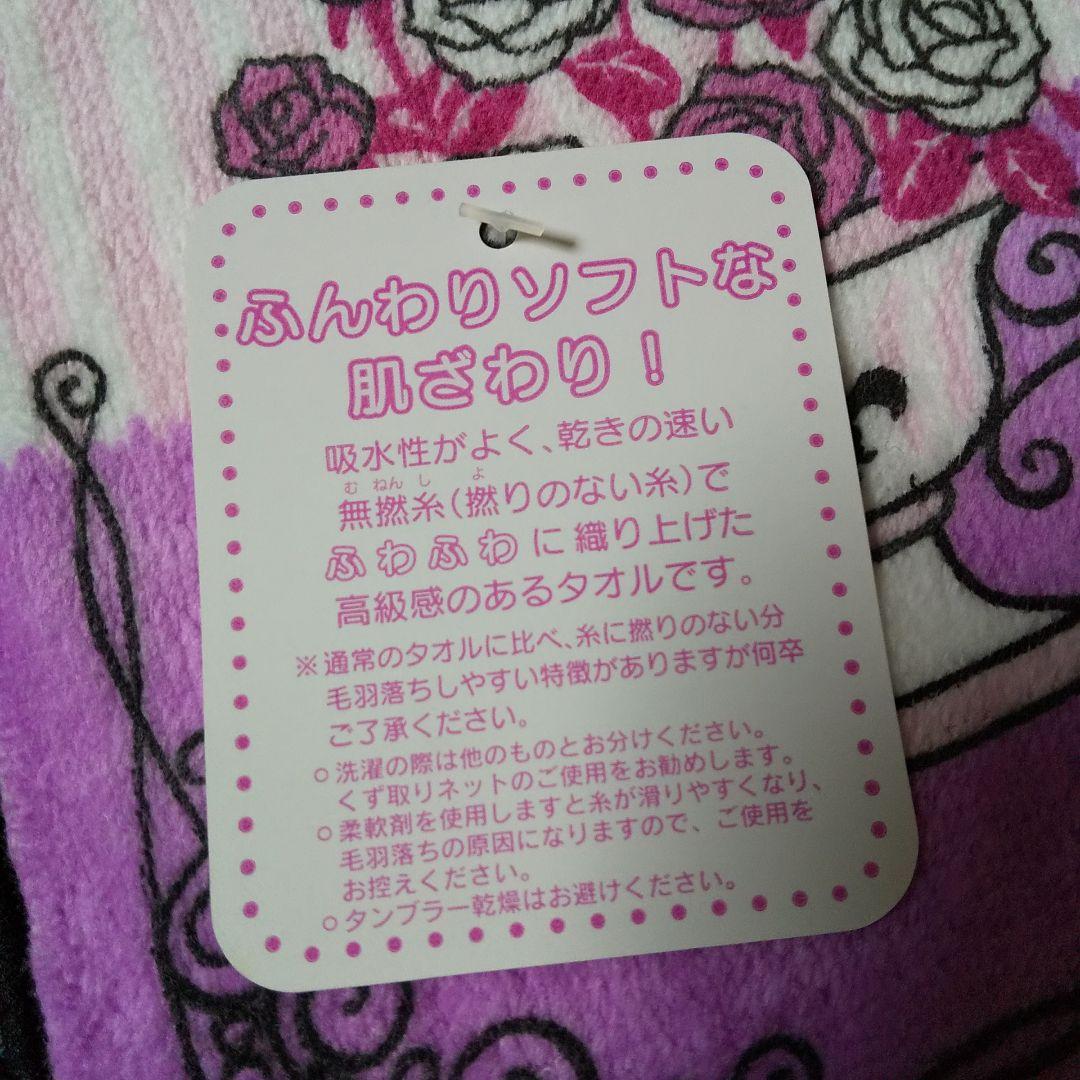 ふんわりソフトな
肌ざわり！
吸水性がよく、乾きの速い
む ねん し よ
無撚糸(撚りのない糸)で
ふわふわに織り上げた
高級感のあるタオルです。
※通常のタオルに比べ、糸に撚りのない分
毛羽落ちしやすい特徴がありますが何卒
ご了承ください。
○洗濯の際は他のものとお分けください。
くず取りネットのご使用をお勧めします。
○柔軟剤を使用しますと糸が滑りやすくなり、
毛羽落ちの原因になりますので、ご使用を
お控えください。
○タンブラー乾燥はお避けください。